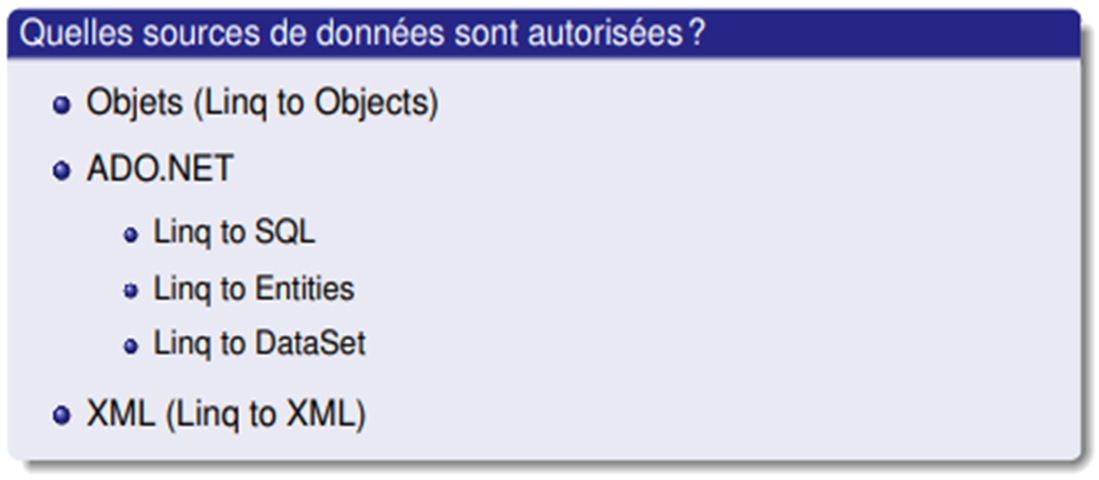 Quelles sources de données sont autorisées ?
Objets (Linq to Objects)
ADO.NET
Linq to SQL
Linq to Entities
Linq to DataSet
XML (Linq to XML)